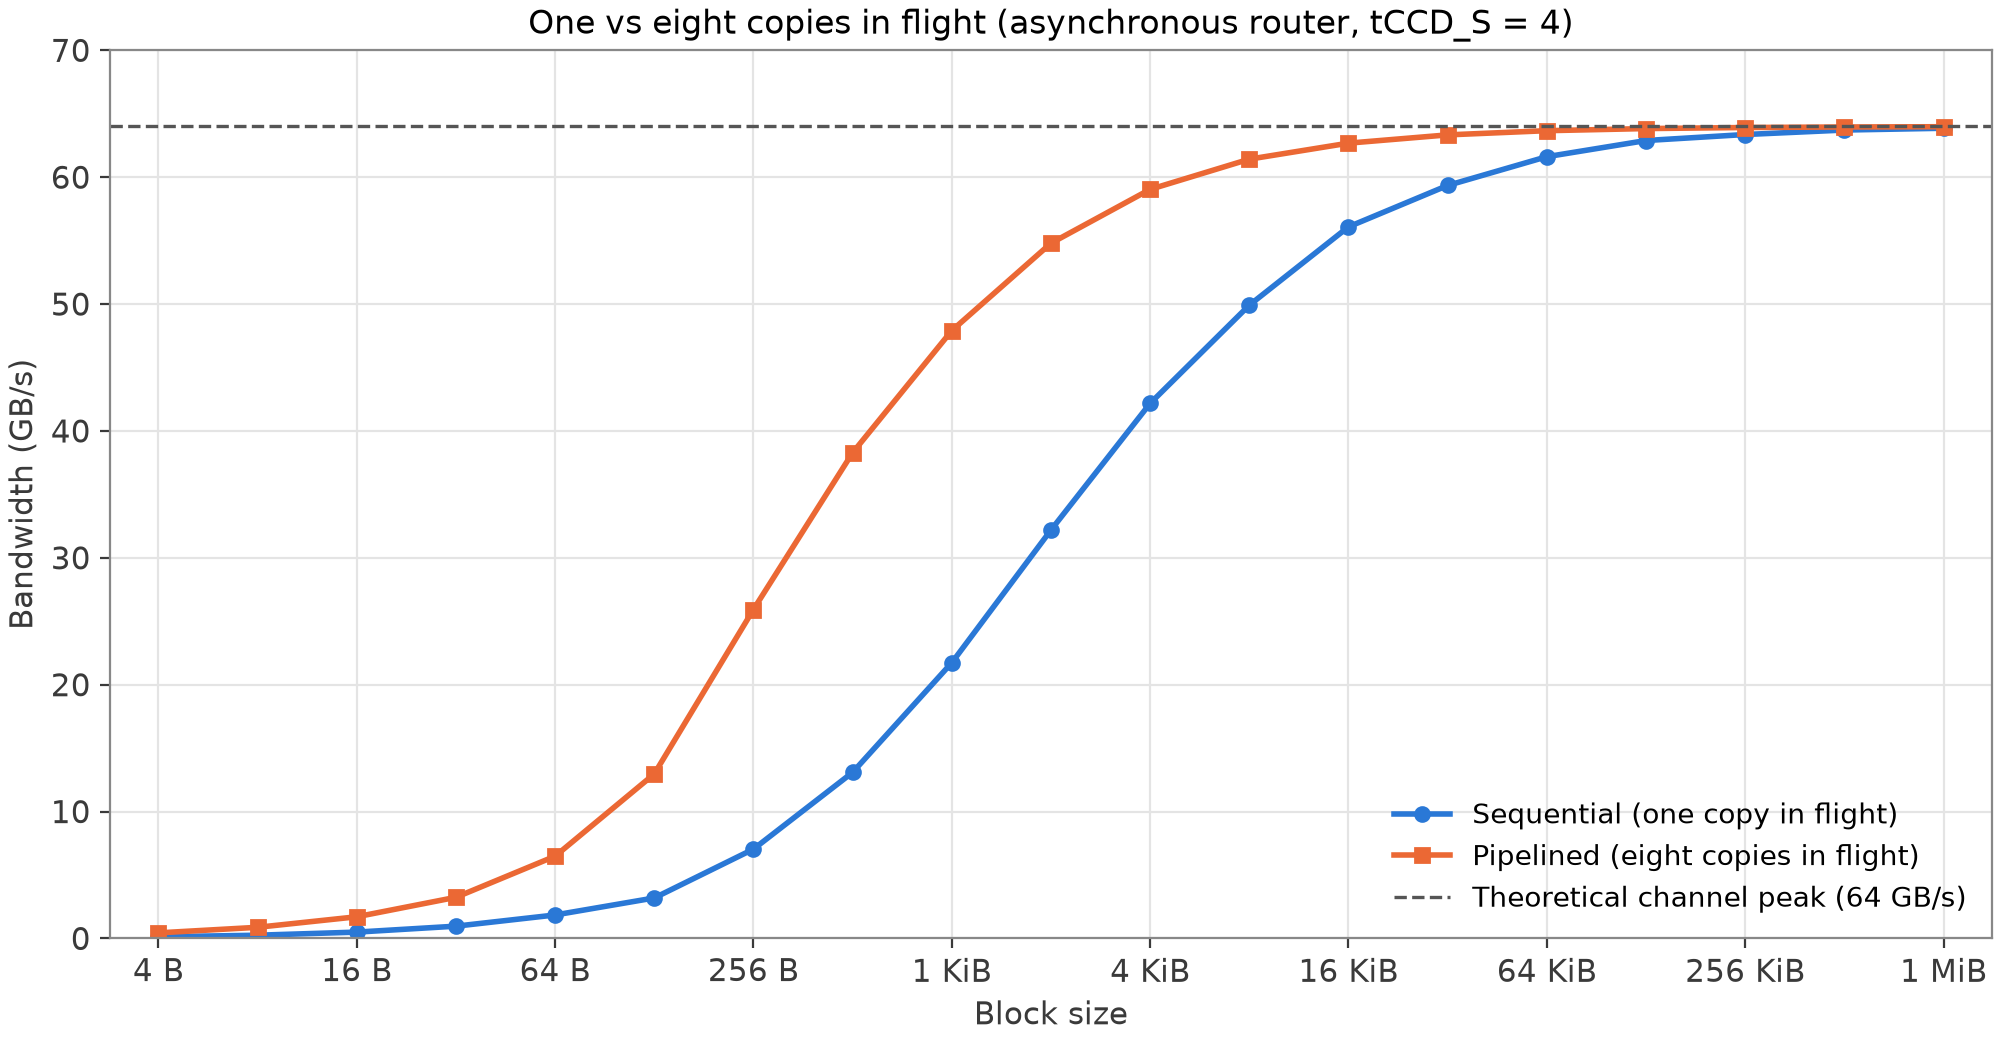 One vs eight copies in flight (asynchronous router, tCCD_S = 4)
70
60
50
40
30
20
10
0
Bandwidth (GB/s)
Sequential (one copy in flight)
Pipelined (eight copies in flight)
Theoretical channel peak (64 GB/s)
4 B 16 B 64 B 256 B 1 KiB 4 KiB 16 KiB 64 KiB 256 KiB 1 MiB
Block size